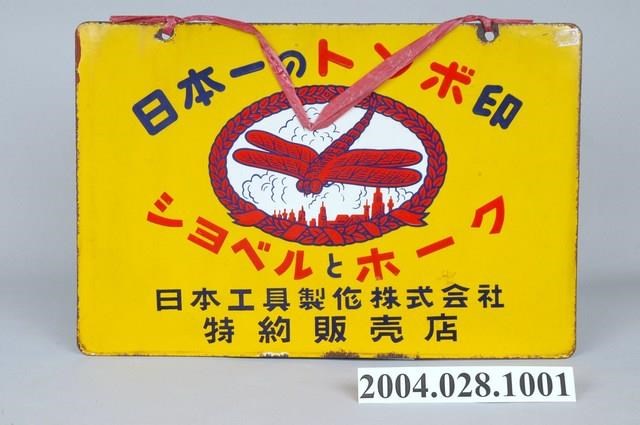 日本一のトンボ印
シヨベルとホーク
日本工具製作株式会社
特約販売店
2004.028.1001